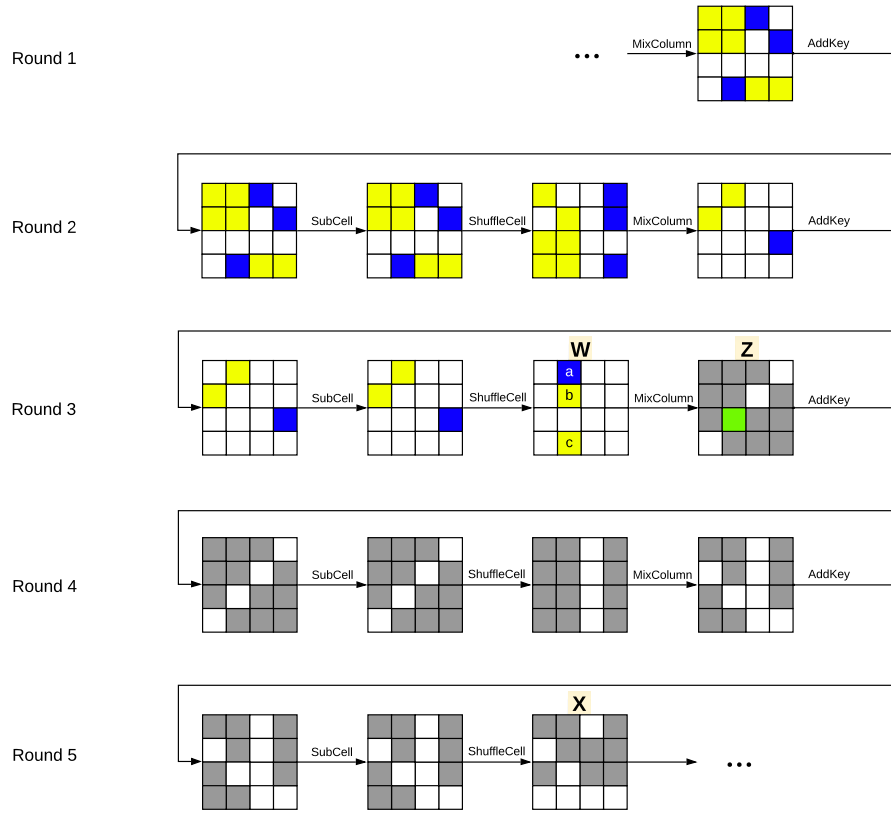 Round 1
...
MixColumn
AddKey
Round 2
SubCell
ShuffleCell
MixColumn
AddKey
Round 3
SubCell
ShuffleCell
W
a
b
c
MixColumn
Z
AddKey
Round 4
SubCell
ShuffleCell
MixColumn
AddKey
Round 5
SubCell
ShuffleCell
X
...